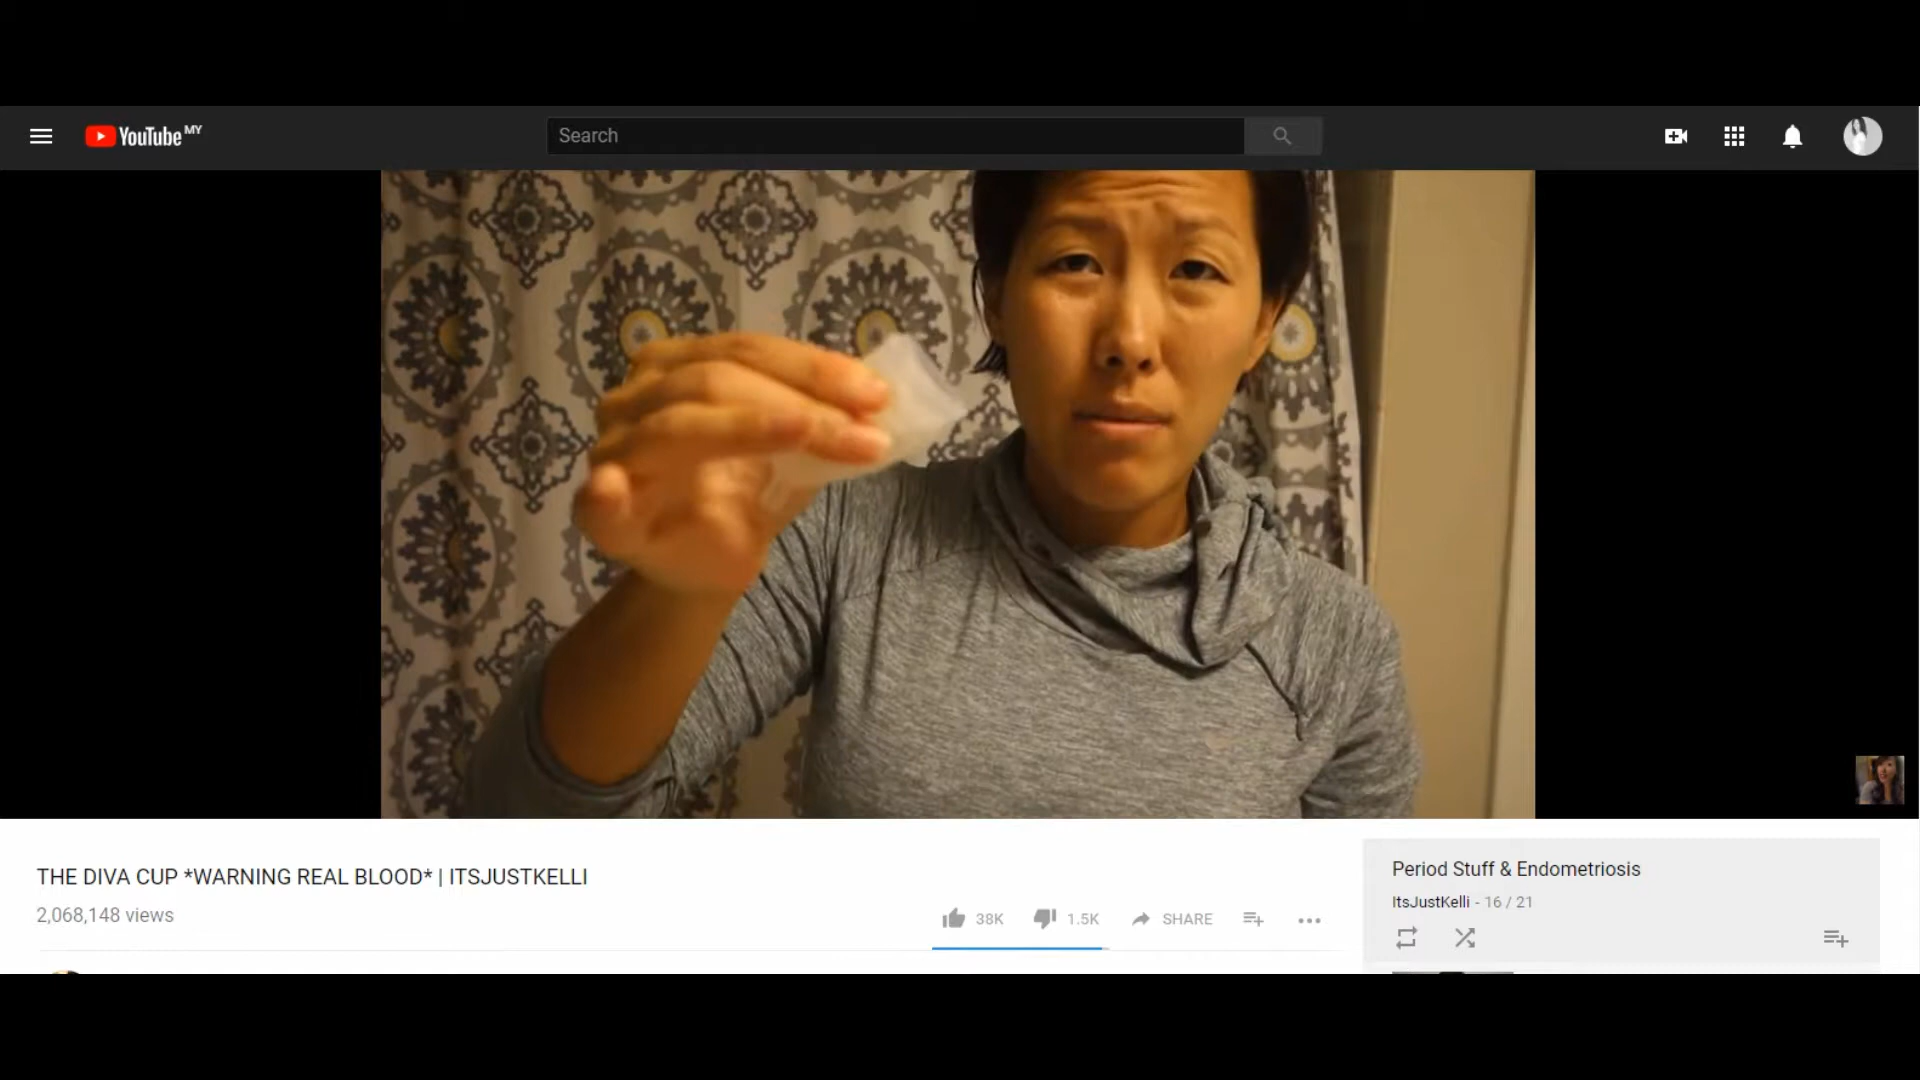 YouTube MY
Search
THE DIVA CUP *WARNING REAL BLOOD* | ITSJUSTKELLI
2,068,148 views
38K
1.5K
SHARE
Period Stuff & Endometriosis
ItsJustKelli - 16 / 21